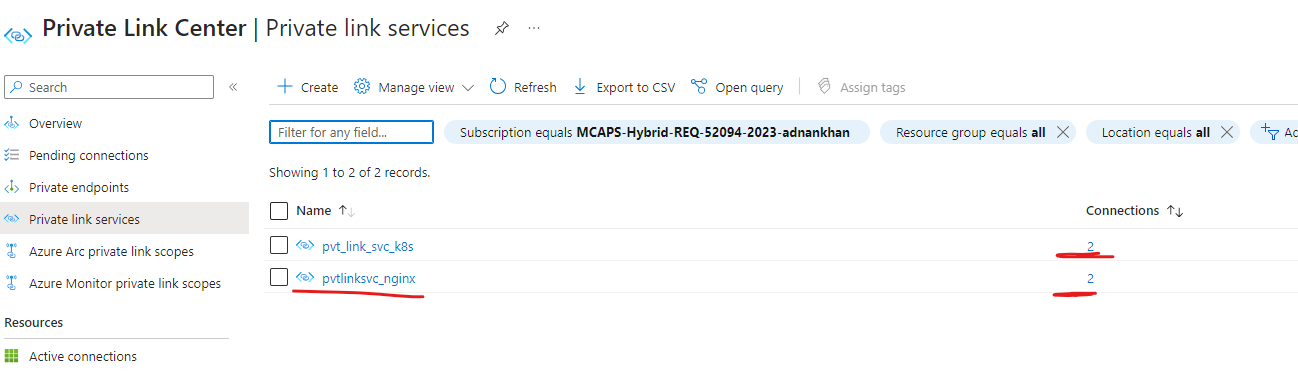 Private Link Center | Private link services ...
Search «
Overview
Pending connections
Private endpoints
Private link services
Azure Arc private link scopes
Azure Monitor private link scopes
Resources
Active connections
Create Manage view Refresh Export to CSV Open query Assign tags
Filter for any field... Subscription equals MCAPS-Hybrid-REQ-52094-2023-adnankhan Resource group equals all Location equals all Ad
Showing 1 to 2 of 2 records.
Name ↑↓ Connections ↑↓
pvt_link_svc_k8s 2
pvtlinksvc_nginx 2